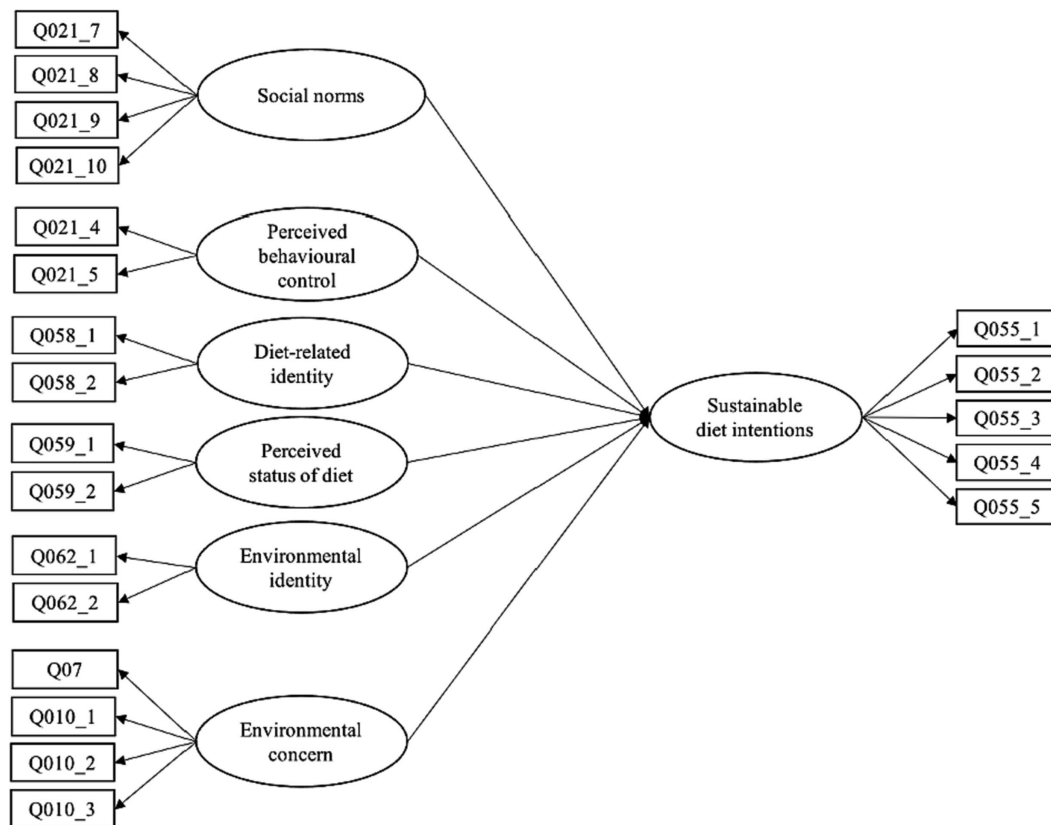 Q021_7
Q021_8
Q021_9
Q021_10
Social norms
Q021_4
Q021_5
Perceived
behavioural
control
Q058_1
Q058_2
Diet-related
identity
Q059_1
Q059_2
Perceived
status of diet
Q062_1
Q062_2
Environmental
identity
Q07
Q010_1
Q010_2
Q010_3
Environmental
concern
Sustainable
diet intentions
Q055_1
Q055_2
Q055_3
Q055_4
Q055_5